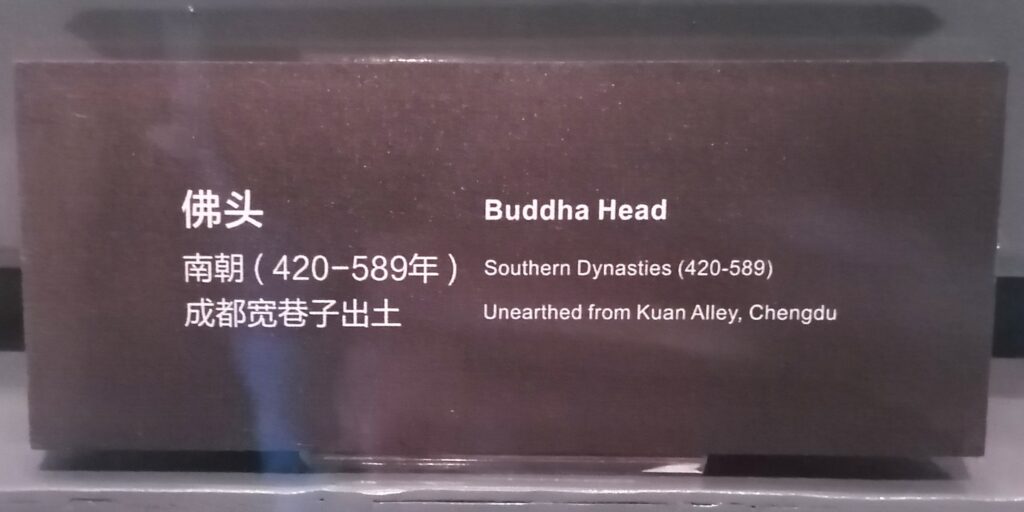 佛头
南朝(420-589年)
成都宽巷子出土
Buddha Head
Southern Dynasties (420-589)
Unearthed from Kuan Alley, Chengdu